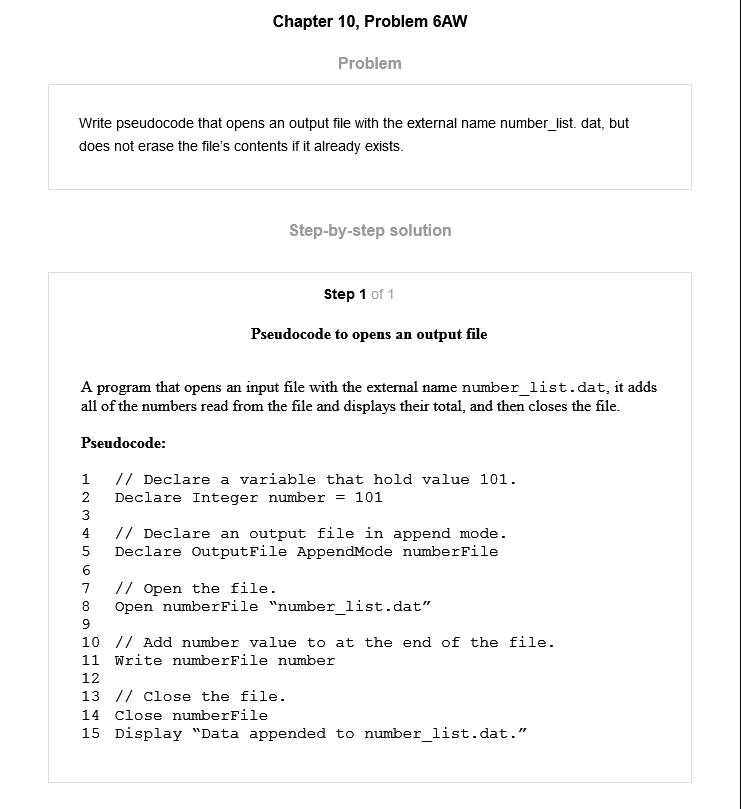 Chapter 10, Problem 6AW
Problem
Write pseudocode that opens an output file with the external name number_list. dat, but
does not erase the file's contents if it already exists.
Step-by-step solution
Step 1 of 1
Pseudocode to opens an output file
A program that opens an input file with the external name number_list.dat, it adds
all of the numbers read from the file and displays their total, and then closes the file.
Pseudocode:
1 // Declare a variable that hold value 101.
2 Declare Integer number = 101
3
4 // Declare an output file in append mode.
5 Declare OutputFile AppendMode numberFile
6
7 // Open the file.
8 Open numberFile “number_list.dat”
9
10 // Add number value to at the end of the file.
11 Write numberFile number
12
13 // Close the file.
14 Close numberFile
15 Display “Data appended to number_list.dat.”